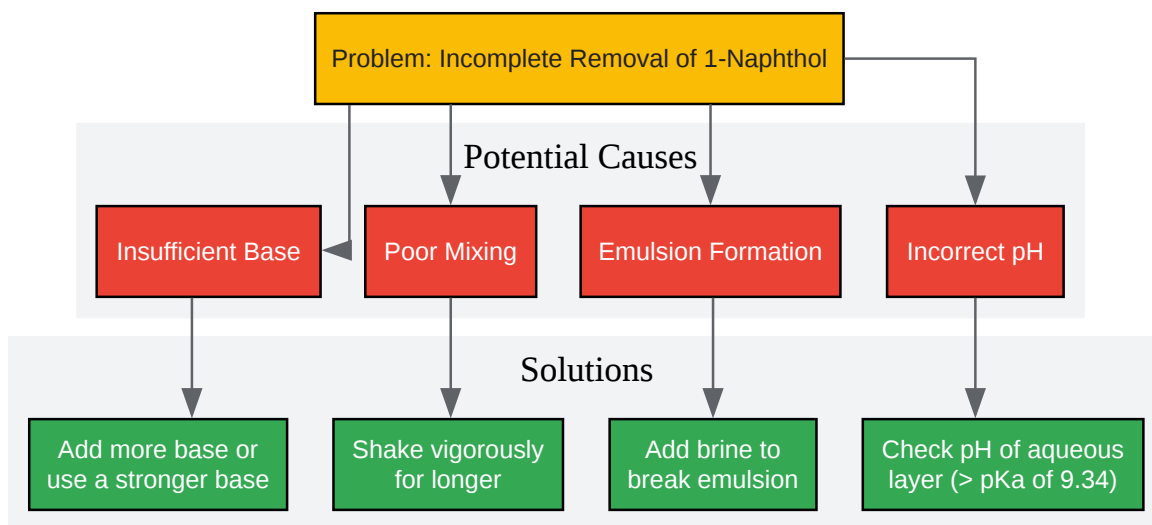 Problem: Incomplete Removal of 1-Naphthol
Potential Causes
Insufficient Base
Poor Mixing
Emulsion Formation
Incorrect pH
Solutions
Add more base or
use a stronger base
Shake vigorously
for longer
Add brine to
break emulsion
Check pH of aqueous
layer (> pKa of 9.34)